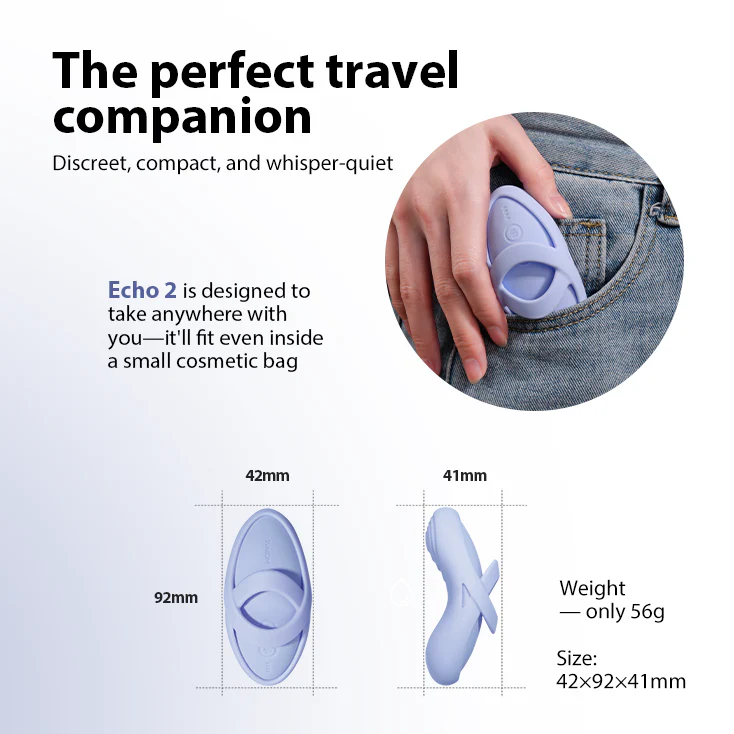 The perfect travel
companion
Discreet, compact, and whisper-quiet
Echo 2 is designed to
take anywhere with
you—it'll fit even inside
a small cosmetic bag
42mm
41mm
92mm
Weight
— only 56g
Size:
42×92×41mm